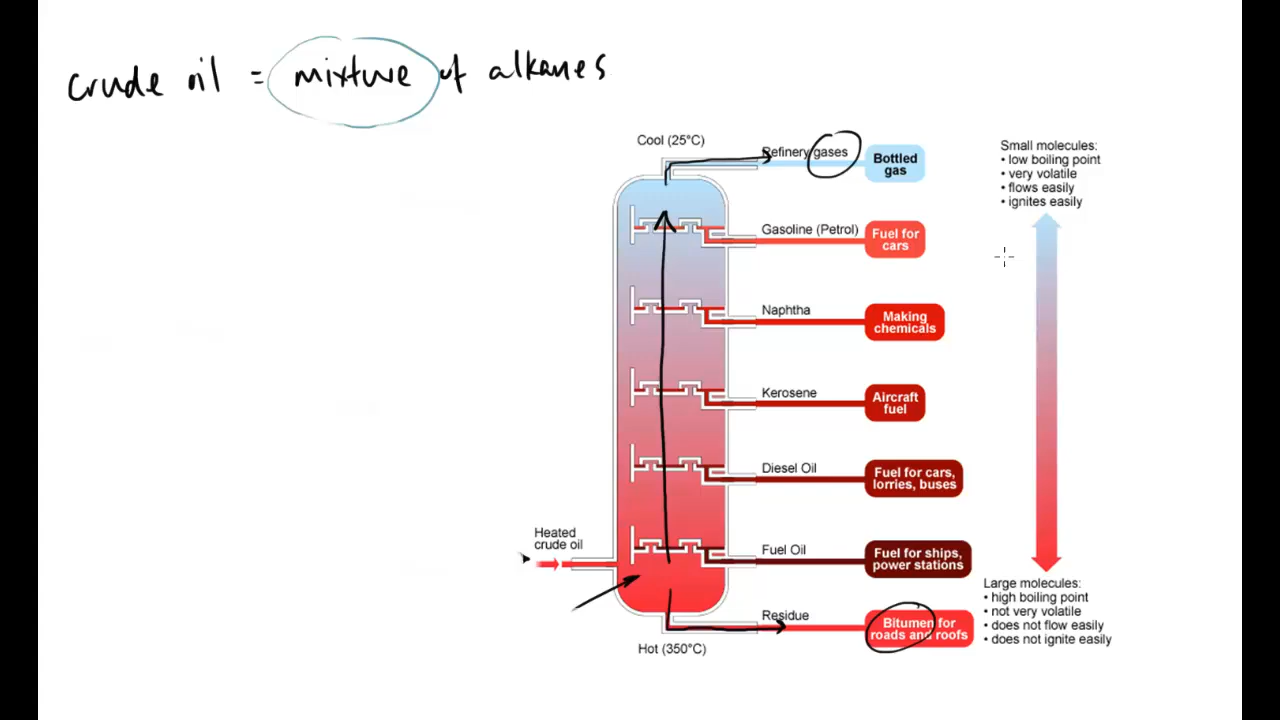 crude oil = mixture of alkanes
Cool (25°C)
Refinery gases
Bottled
gas
Gasoline (Petrol)
Fuel for
cars
Naphtha
Making
chemicals
Kerosene
Aircraft
fuel
Diesel Oil
Fuel for cars,
lorries, buses
Heated
crude oil
Fuel Oil
Fuel for ships,
power stations
Residue
Bitumen for
roads and roofs
Hot (350°C)
Small molecules:
• low boiling point
• very volatile
• flows easily
• ignites easily
Large molecules:
• high boiling point
• not very volatile
• does not flow easily
• does not ignite easily